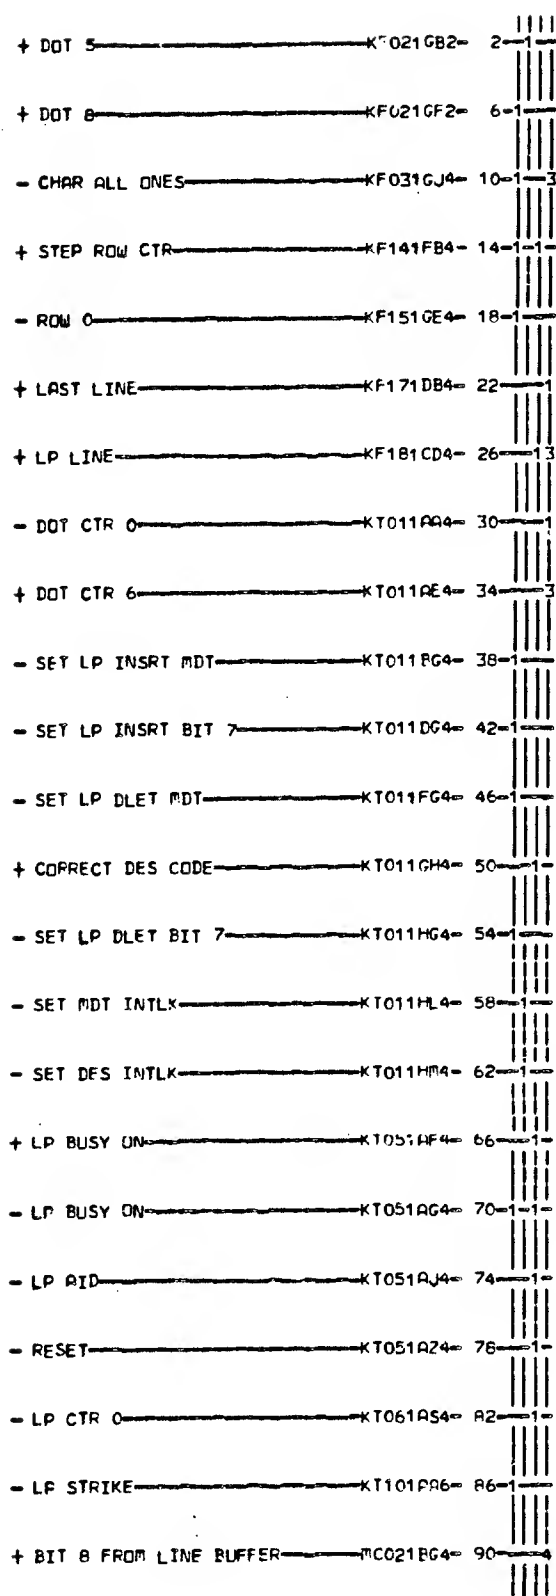 + DOT 5 KF021GB2- 2-1
+ DOT 8 KF021GF2- 6-1
- CHAR ALL ONES KF031GJ4- 10-1 3
+ STEP ROW CTR KF141FB4- 14-1-1-
- ROW 0 KF151GE4- 18-1
+ LAST LINE KF171DB4- 22 1
+ LP LINE KF181CD4- 26 13
- DOT CTR 0 KT011AA4- 30 1
+ DOT CTR 6 KT011AE4- 34 3
- SET LP INSRT MDT KT011BG4- 38-1
- SET LP INSRT BIT 7 KT011DG4- 42-1
- SET LP DLET MDT KT011FG4- 46-1
+ CORRECT DES CODE KT011GH4- 50 1-
- SET LP DLET BIT 7 KT011HG4- 54-1
- SET MDT INTLK KT011HL4- 58 1
- SET DES INTLK KT011HM4- 62 1
+ LP BUSY ON KT051AF4- 66 1-
- LP BUSY ON KT051AG4- 70-1-1-
- LP AID KT051AJ4- 74 1-
- RESET KT051AZ4- 78 1-
- LP CTR 0 KT061AS4- 82 1-
- LP STRIKE KT101 86-1
+ BIT 8 FROM LINE BUFFER MC021BG4- 90 4